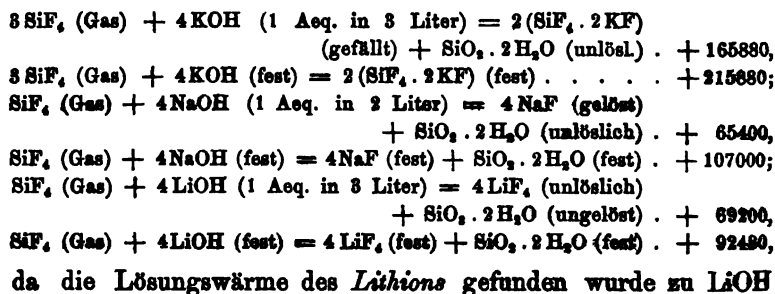 3 SiF₄ (Gas) + 4 KOH (1 Aeq. in 3 Liter) = 2 (SiF₄ . 2 KF)
(gefällt) + SiO₂ . 2 H₂O (unlösl.) . + 165880,
3 SiF₄ (Gas) + 4 KOH (fest) = 2 (SiF₄ . 2 KF) (fest) . . . . . + 215680;
SiF₄ (Gas) + 4 NaOH (1 Aeq. in 2 Liter) = 4 NaF (gelöst)
+ SiO₂ . 2 H₂O (unlöslich) . + 65400,
SiF₄ (Gas) + 4 NaOH (fest) = 4 NaF (fest) + SiO₂ . 2 H₂O (fest) . + 107000;
SiF₄ (Gas) + 4 LiOH (1 Aeq. in 3 Liter) = 4 LiF₄ (unlöslich)
+ SiO₂ . 2 H₂O (ungelöst) . + 69200,
SiF₄ (Gas) + 4 LiOH (fest) = 4 LiF₄ (fest) + SiO₂ . 2 H₂O (fest) . + 92480,
da die Lösungswärme des Lithions gefunden wurde zu LiOH